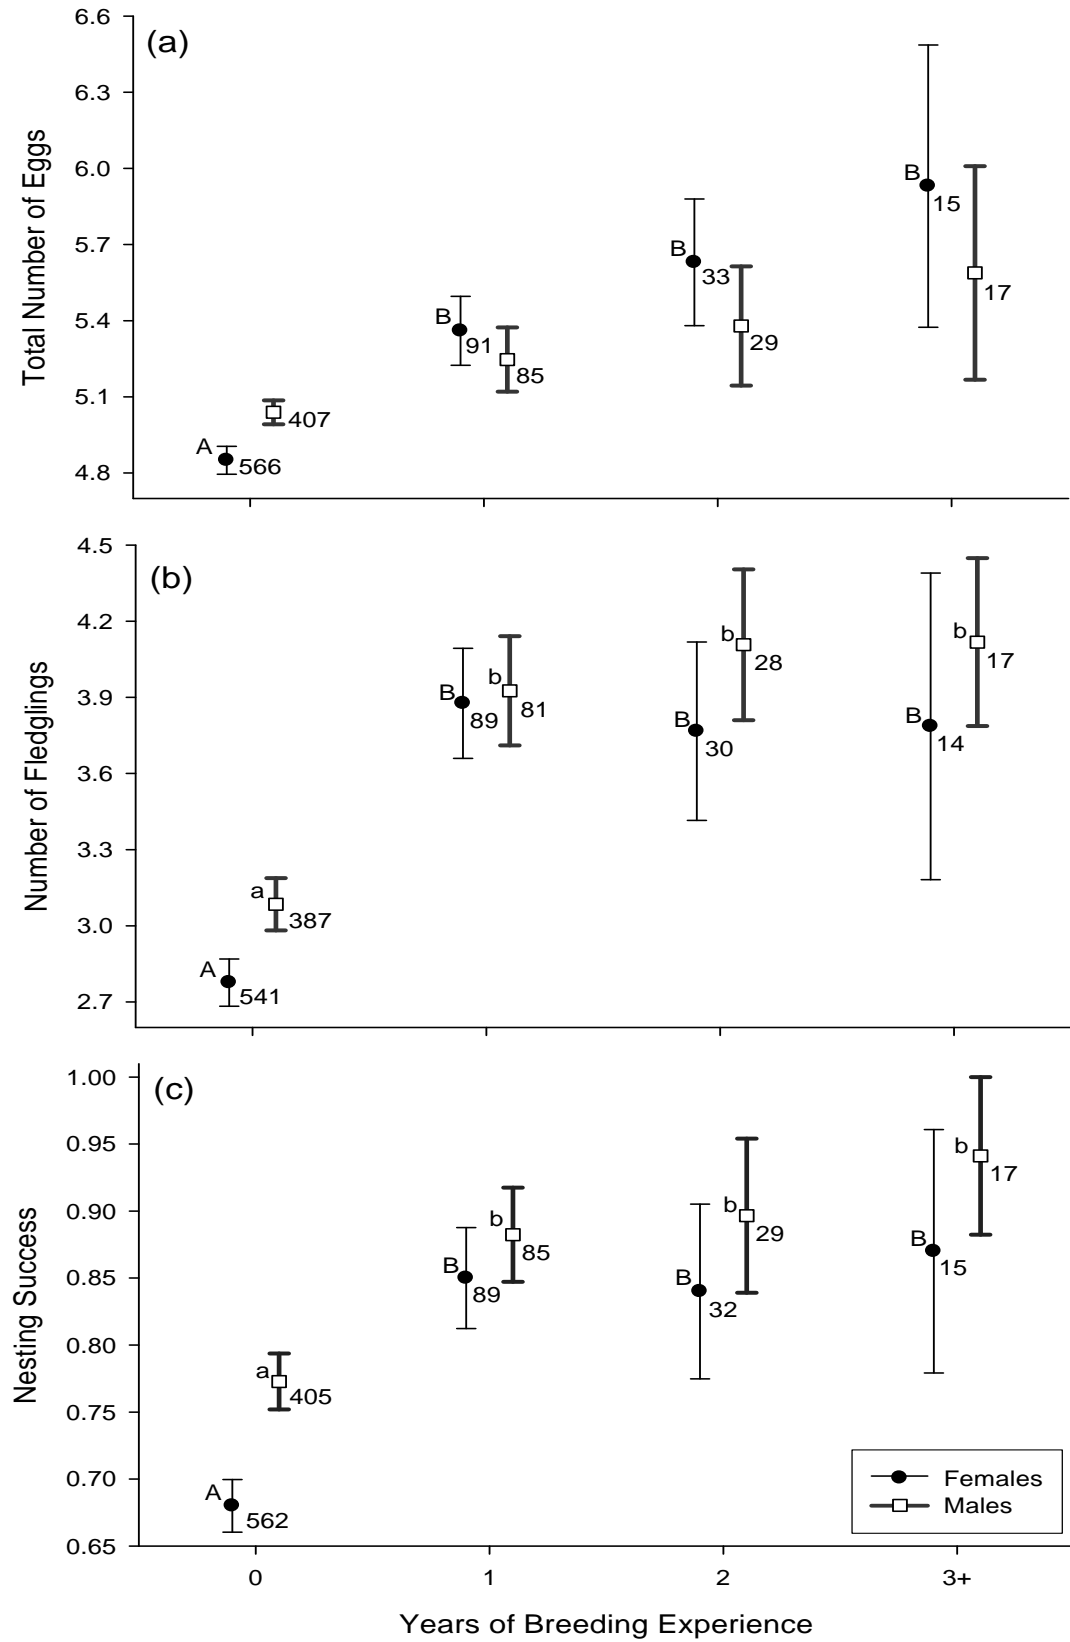 (a)
Total Number of Eggs
6.6
6.3
6.0
5.7
5.4
5.1
4.8
A
566
407
B
91
85
B
33
29
B
15
17
(b)
Number of Fledglings
4.5
4.2
3.9
3.6
3.3
3.0
2.7
A
541
a
387
B
89
b
81
B
30
b
28
B
14
b
17
(c)
Nesting Success
1.00
0.95
0.90
0.85
0.80
0.75
0.70
0.65
A
562
a
405
B
89
b
85
B
32
b
29
B
15
b
17
Females
Males
0 1 2 3+
Years of Breeding Experience